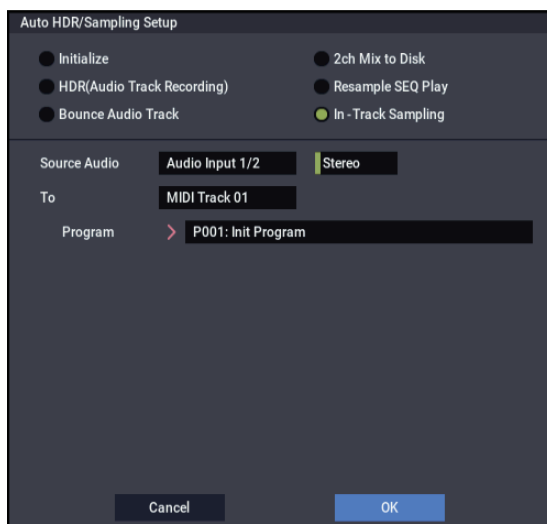 Auto HDR/Sampling Setup
Initialize
2ch Mix to Disk
HDR(Audio Track Recording)
Resample SEQ Play
Bounce Audio Track
In-Track Sampling
Source Audio Audio Input 1/2 Stereo
To MIDI Track 01
Program P001: Init Program
Cancel OK